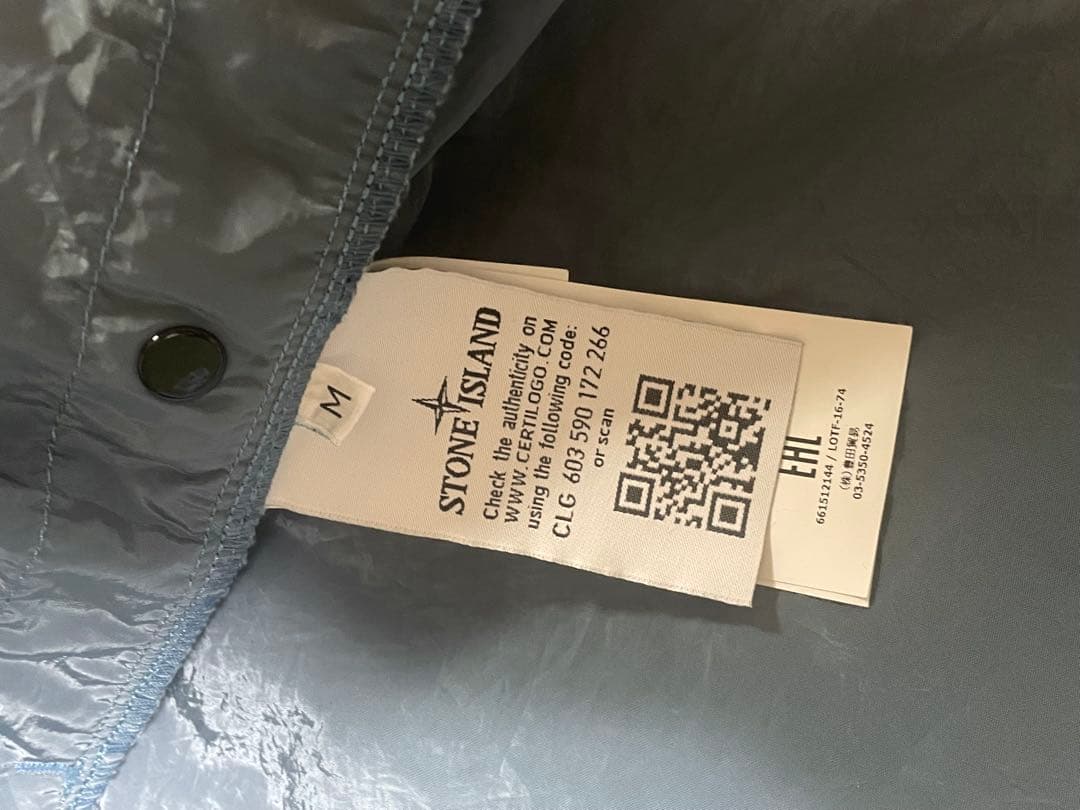 M
STONE ISLAND
Check the authenticity on
WWW.CERTILOGO.COM
using the following code:
CLG 603 590 172 266
or scan
EAC
661512144 / LOTF-16-74
(株)豊田貿易
03-5350-4524